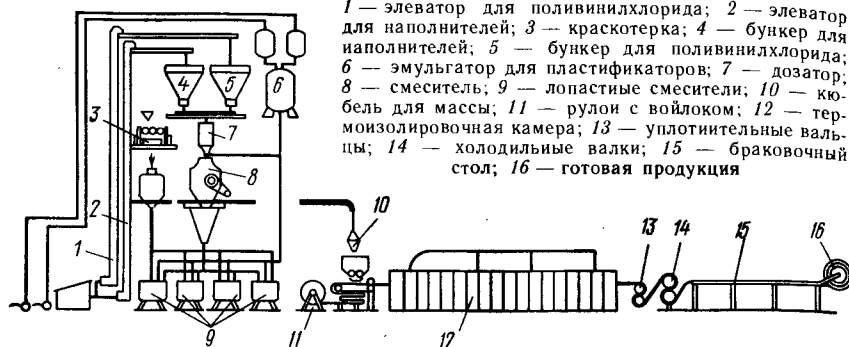 1 — элеватор для поливинилхлорида; 2 — элеватор
для наполнителей; 3 — краскотерка; 4 — бункер для
иаполнителей; 5 — бункер для поливинилхлорида;
6 — эмульгатор для пластификаторов; 7 — дозатор;
8 — смеситель; 9 — лопастные смесители; 10 — кю-
бель для массы; 11 — рулои с войлоком; 12 — тер-
моизолировочная камера; 13 — уплотиительные валь-
цы; 14 — холодильиые валки; 15 — браковочный
стол; 16 — готовая продукция
4
5
6
3
7
8
2
1
10
13
14
15
16
9
11
12